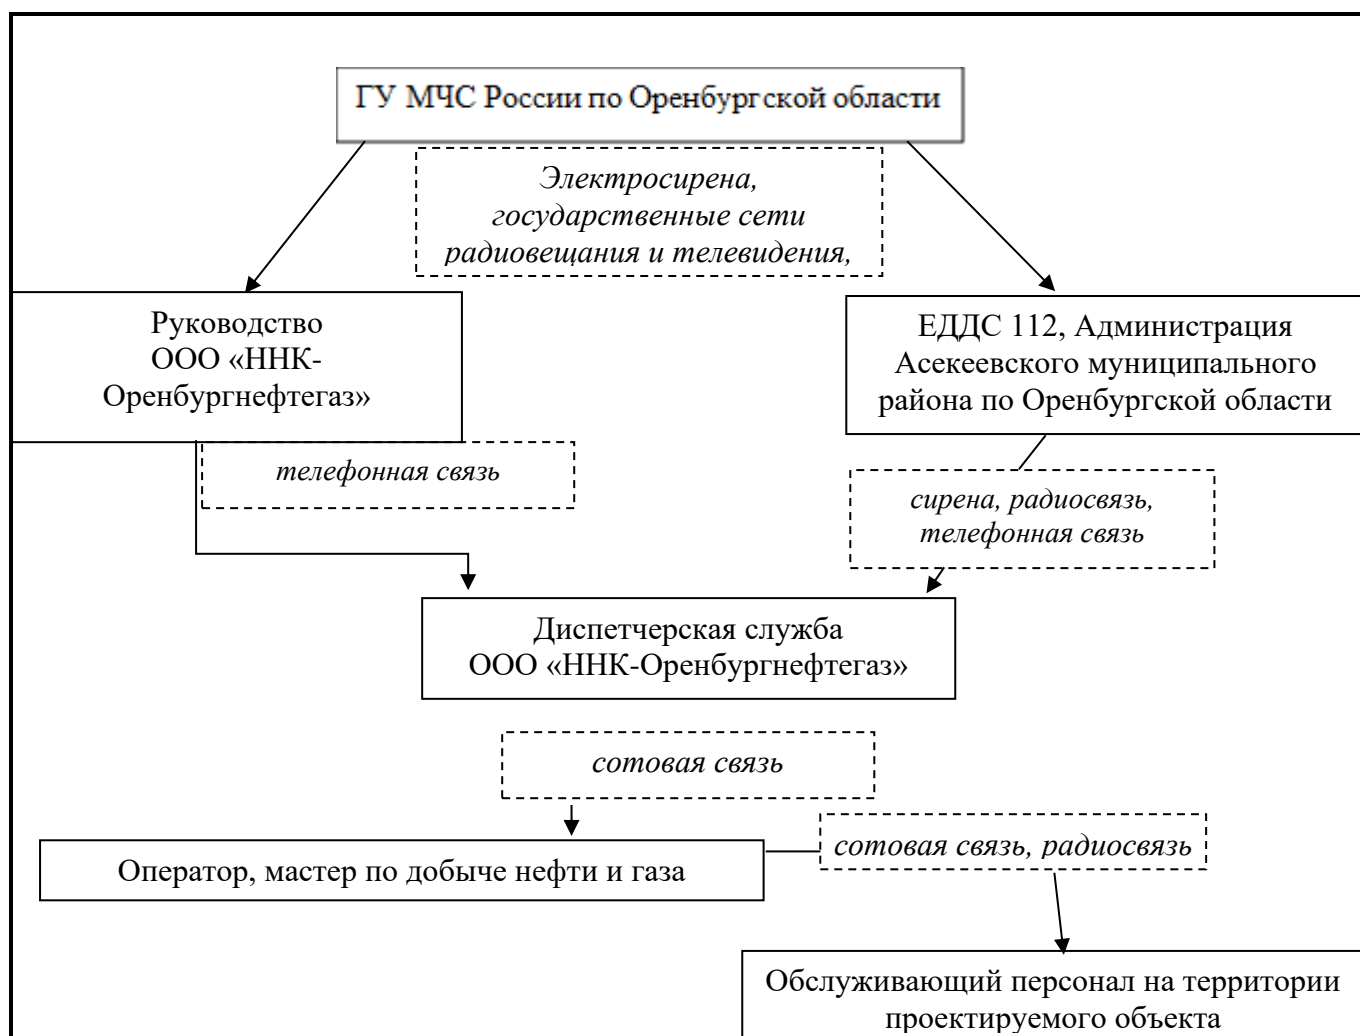 ГУ МЧС России по Оренбургской области
Электросирена,
государственные сети
радиовещания и телевидения,
Руководство
ООО «ННК-
Оренбургнефтегаз»
ЕДДС 112, Администрация
Асекеевского муниципального
района по Оренбургской области
телефонная связь
сирена, радиосвязь,
телефонная связь
Диспетчерская служба
ООО «ННК-Оренбургнефтегаз»
сотовая связь
Оператор, мастер по добыче нефти и газа
сотовая связь, радиосвязь
Обслуживающий персонал на территории
проектируемого объекта